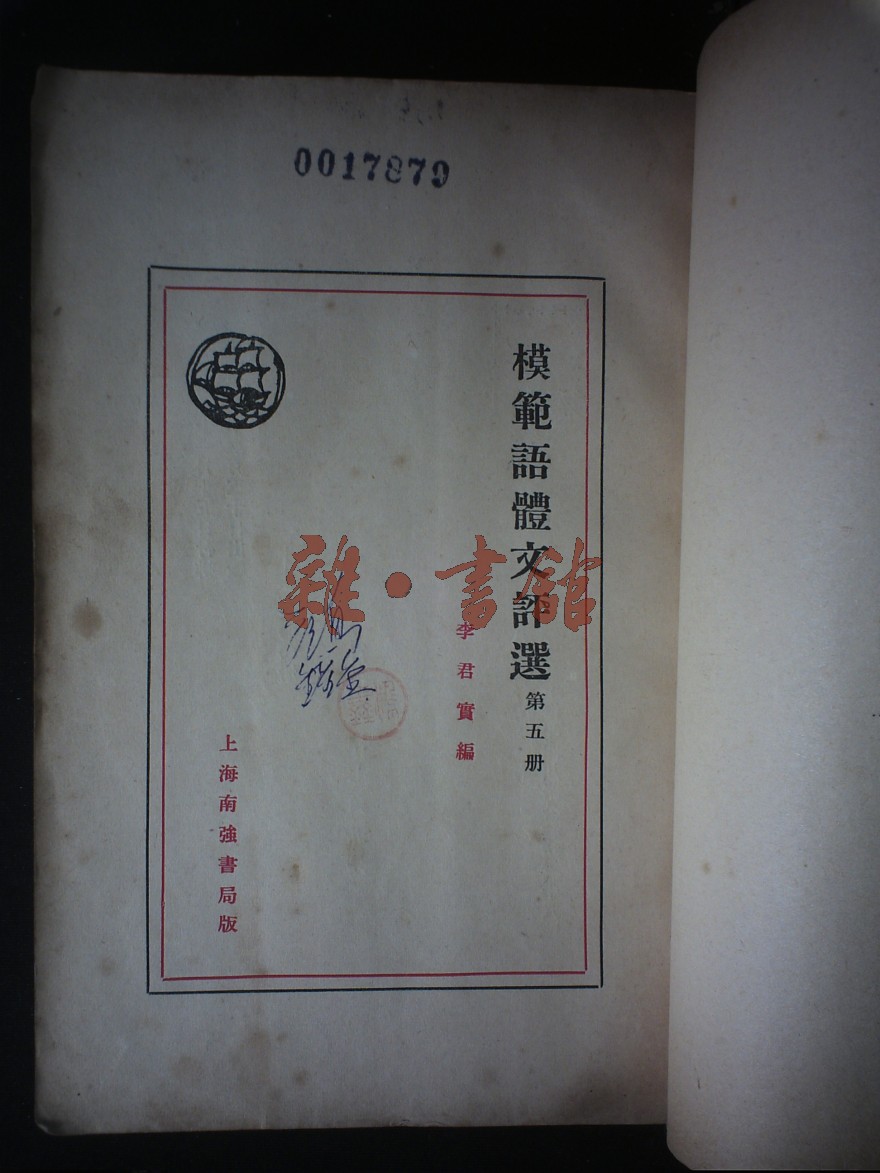 0017879
模範語體文評選 第五册
李君實編
上海南強書局版
雜·書館